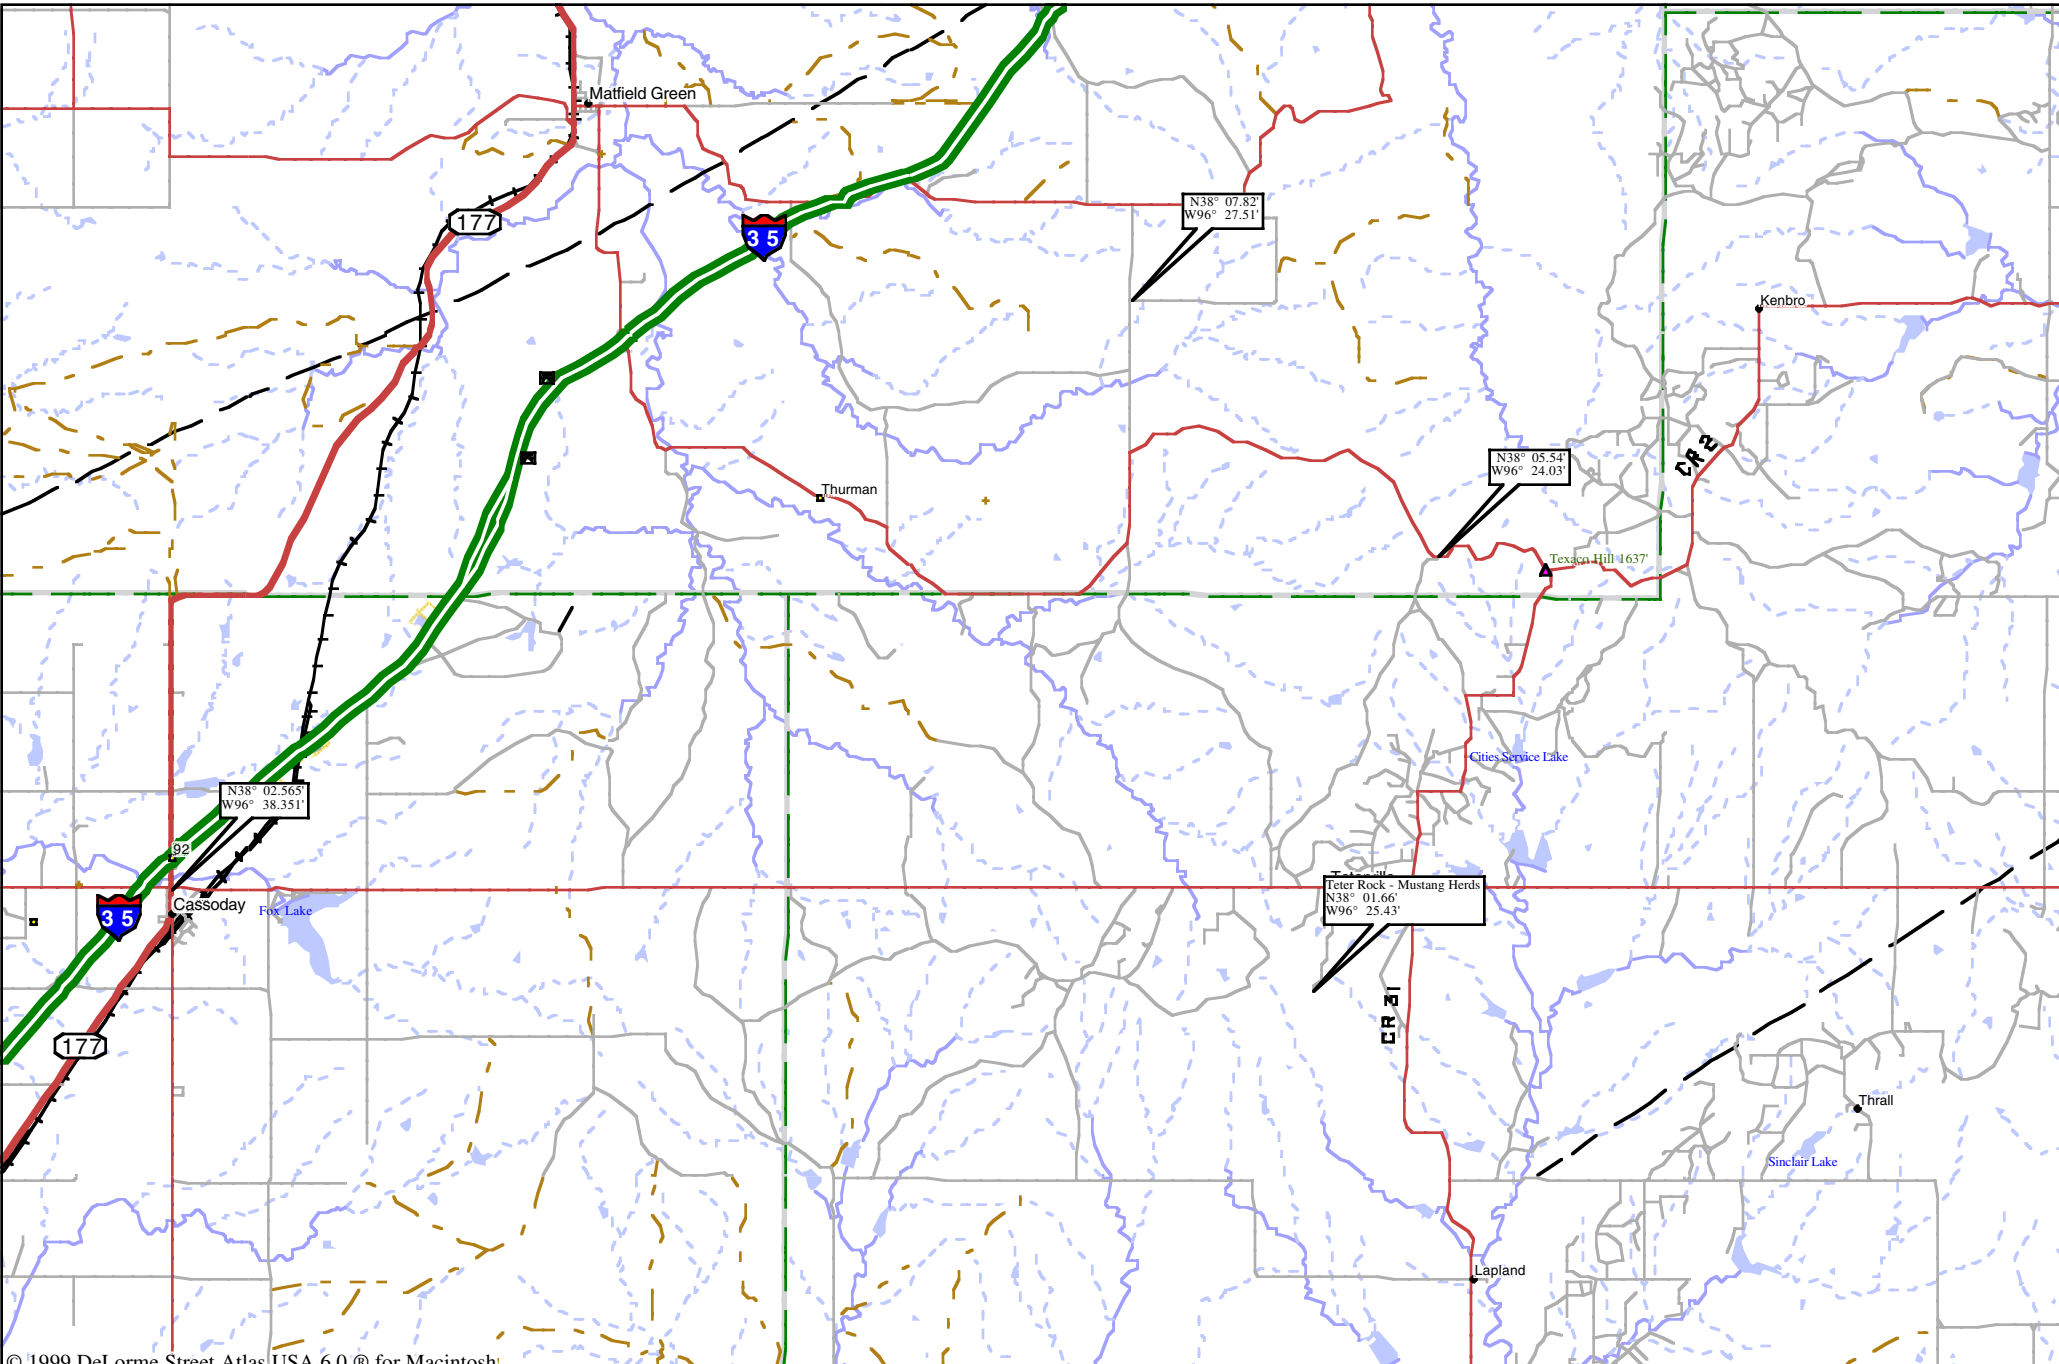 Matfield Green
177
35
N38° 07.82'
W96° 27.51'
Kenbro
CR 2
N38° 05.54'
W96° 24.03'
Thurman
Texaco Hill 1637'
Cities Service Lake
N38° 02.565'
W96° 38.351'
92
Teterville
Teter Rock - Mustang Herds
N38° 01.66'
W96° 25.43'
35
Cassoday
Fox Lake
CR 31
177
Thrall
Sinclair Lake
Lapland
© 1999 DeLorme Street Atlas USA 6.0 ® for Macintosh